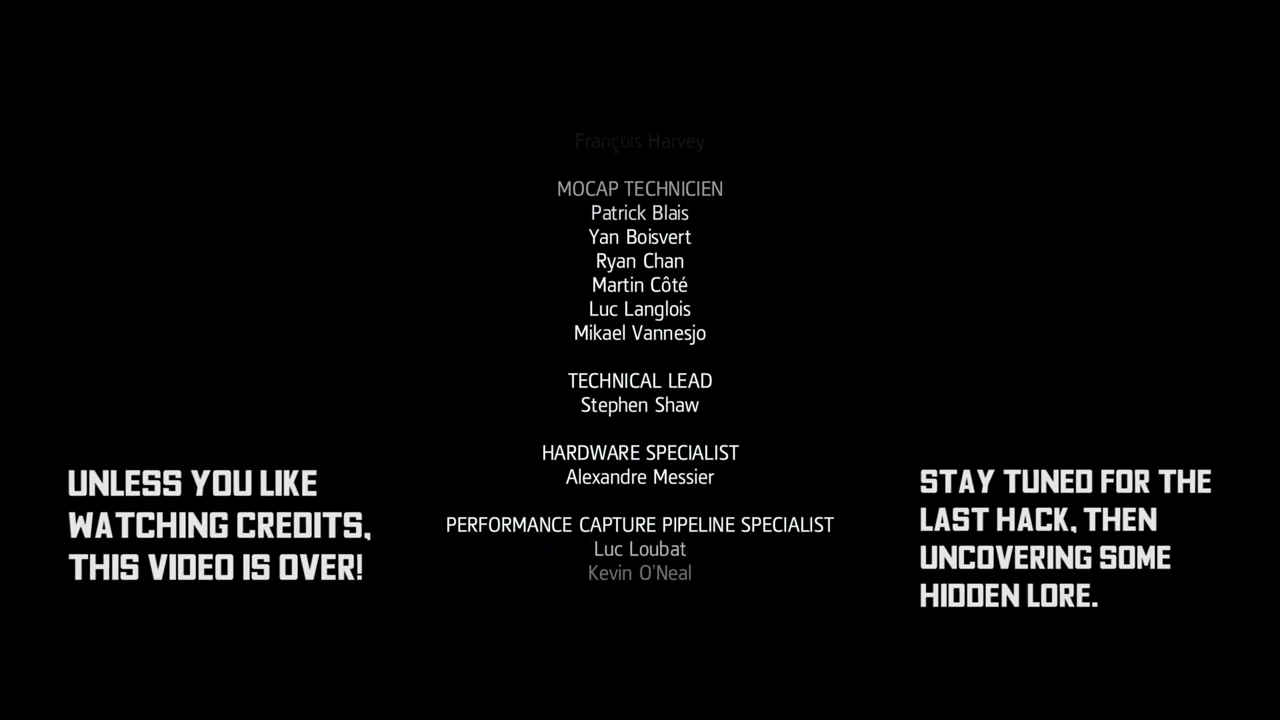 François Harvey
MOCAP TECHNICIEN
Patrick Blais
Yan Boisvert
Ryan Chan
Martin Côté
Luc Langlois
Mikael Vannesjo
TECHNICAL LEAD
Stephen Shaw
HARDWARE SPECIALIST
Alexandre Messier
PERFORMANCE CAPTURE PIPELINE SPECIALIST
Luc Loubat
Kevin O'Neal
UNLESS YOU LIKE
WATCHING CREDITS,
THIS VIDEO IS OVER!
STAY TUNED FOR THE
LAST HACK, THEN
UNCOVERING SOME
HIDDEN LORE.